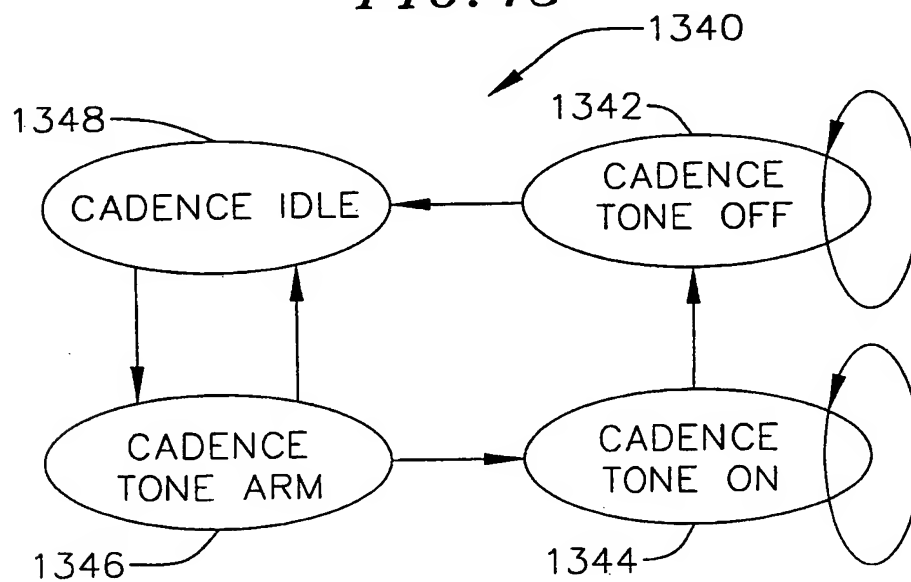 1340
1348
1342
CADENCE IDLE
CADENCE
TONE OFF
CADENCE
TONE ARM
CADENCE
TONE ON
1346
1344